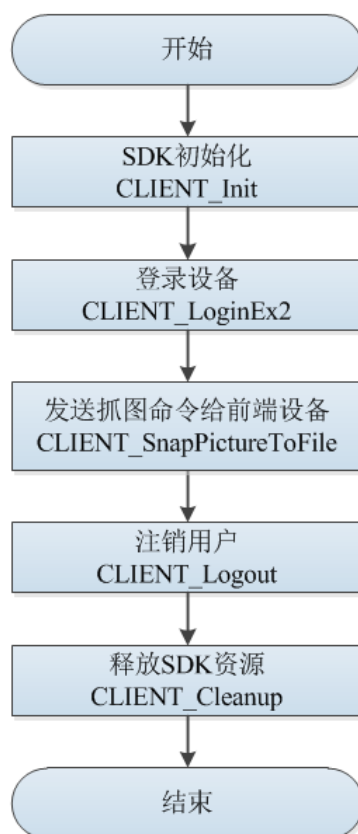 开始
SDK初始化
CLIENT_Init
登录设备
CLIENT_LoginEx2
发送抓图命令给前端设备
CLIENT_SnapPictureToFile
注销用户
CLIENT_Logout
释放SDK资源
CLIENT_Cleanup
结束